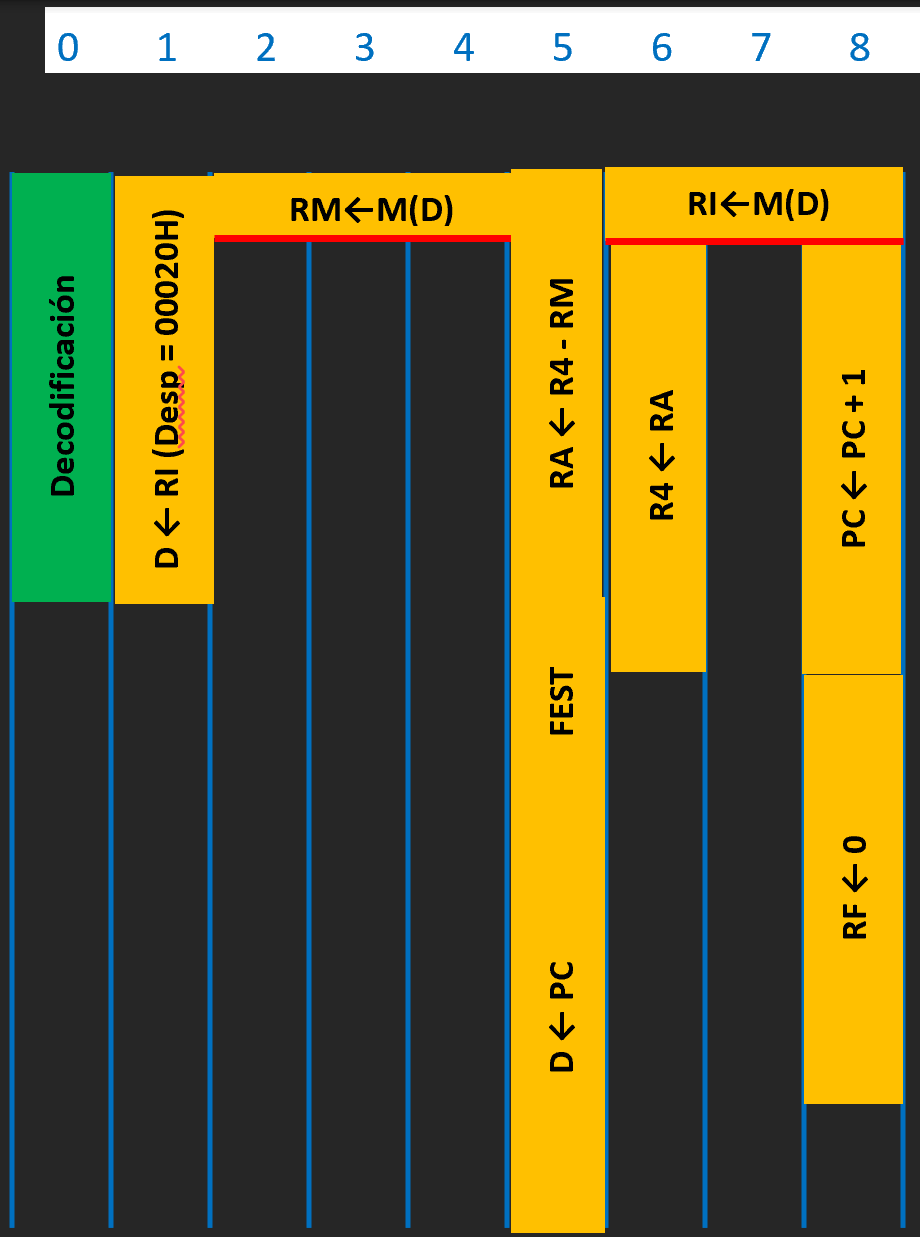 0 1 2 3 4 5 6 7 8
Decodificación
D ← RI (Desp = 00020H)
RM←M(D)
RA ← R4 - RM
FEST
D ← PC
RI←M(D)
R4 ← RA
PC ← PC + 1
RF ← 0